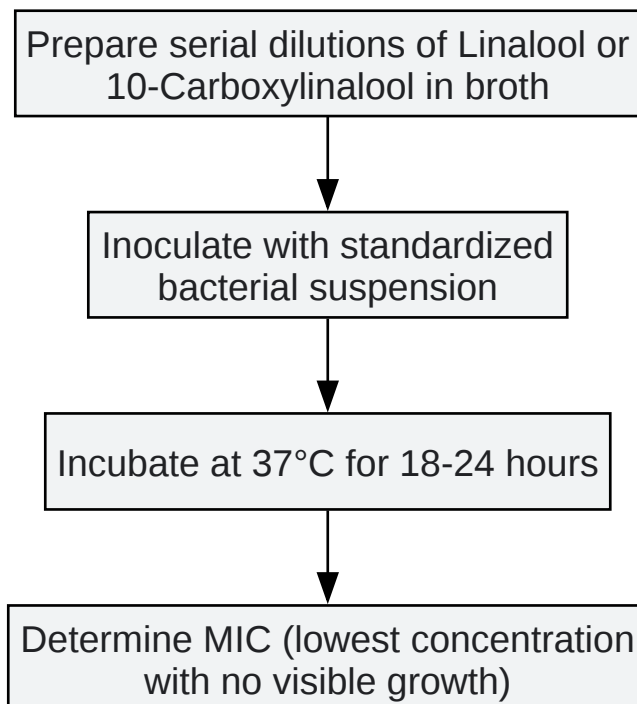 Prepare serial dilutions of Linalool or
10-Carboxylinalool in broth
Inoculate with standardized
bacterial suspension
Incubate at 37°C for 18-24 hours
Determine MIC (lowest concentration
with no visible growth)